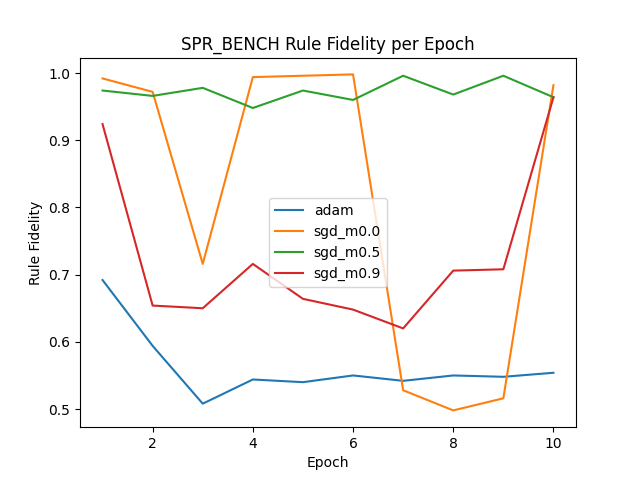 SPR_BENCH Rule Fidelity per Epoch
1.0
0.9
0.8
0.7
0.6
0.5
Rule Fidelity
adam
sgd_m0.0
sgd_m0.5
sgd_m0.9
2 4 6 8 10
Epoch